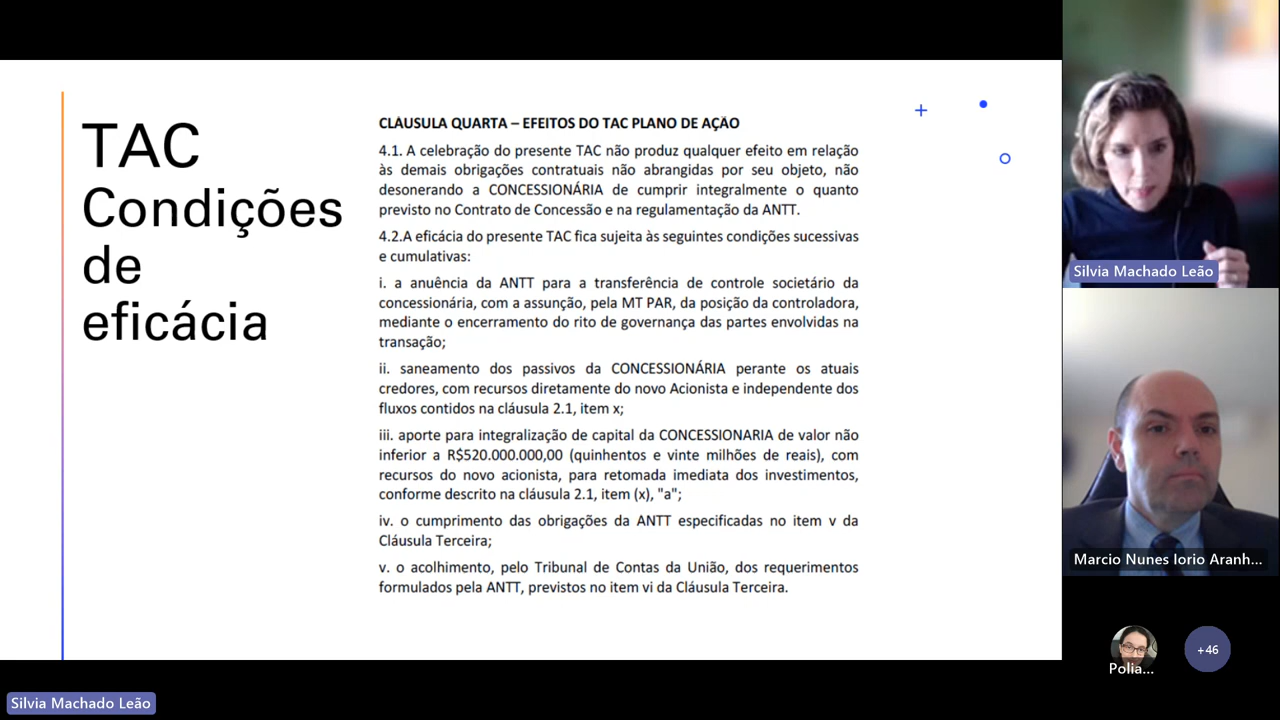 TAC
Condições
de
eficácia
CLÁUSULA QUARTA – EFEITOS DO TAC PLANO DE AÇÃO
4.1. A celebração do presente TAC não produz qualquer efeito em relação
às demais obrigações contratuais não abrangidas por seu objeto, não
desonerando a CONCESSIONÁRIA de cumprir integralmente o quanto
previsto no Contrato de Concessão e na regulamentação da ANTT.
4.2.A eficácia do presente TAC fica sujeita às seguintes condições sucessivas
e cumulativas:
i. a anuência da ANTT para a transferência de controle societário da
concessionária, com a assunção, pela MT PAR, da posição da controladora,
mediante o encerramento do rito de governança das partes envolvidas na
transação;
ii. saneamento dos passivos da CONCESSIONÁRIA perante os atuais
credores, com recursos diretamente do novo Acionista e independente dos
fluxos contidos na cláusula 2.1, item x;
iii. aporte para integralização de capital da CONCESSIONARIA de valor não
inferior a R$520.000.000,00 (quinhentos e vinte milhões de reais), com
recursos do novo acionista, para retomada imediata dos investimentos,
conforme descrito na cláusula 2.1, item (x), "a";
iv. o cumprimento das obrigações da ANTT especificadas no item v da
Cláusula Terceira;
v. o acolhimento, pelo Tribunal de Contas da União, dos requerimentos
formulados pela ANTT, previstos no item vi da Cláusula Terceira.
Silvia Machado Leão
Marcio Nunes Iorio Aranh...
Polia...
+46
Silvia Machado Leão